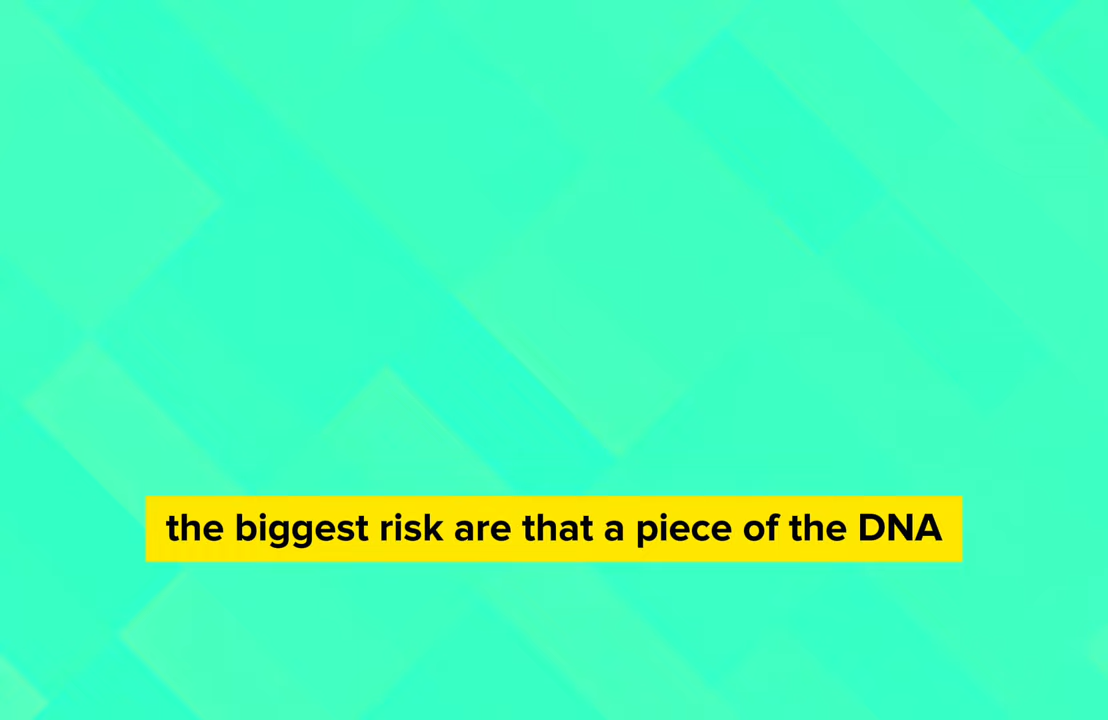 the biggest risk are that a piece of the DNA